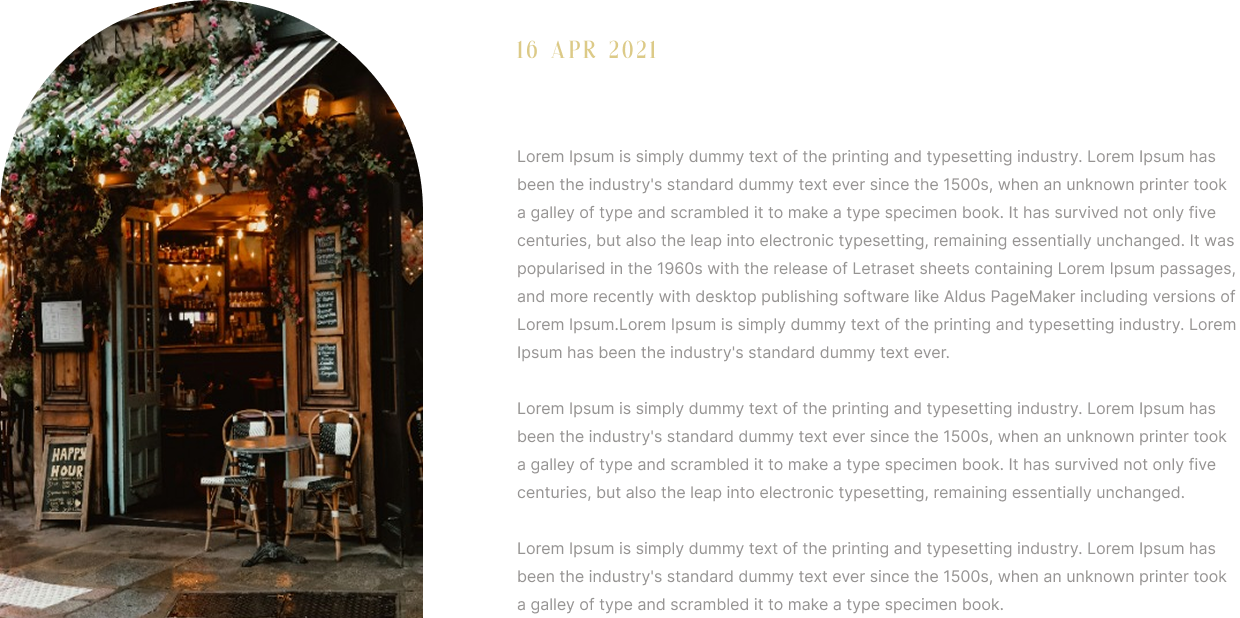 HAPPY
HOUR
16 APR 2021
Lorem Ipsum is simply dummy text of the printing and typesetting industry. Lorem Ipsum has
been the industry's standard dummy text ever since the 1500s, when an unknown printer took
a galley of type and scrambled it to make a type specimen book. It has survived not only five
centuries, but also the leap into electronic typesetting, remaining essentially unchanged. It was
popularised in the 1960s with the release of Letraset sheets containing Lorem Ipsum passages,
and more recently with desktop publishing software like Aldus PageMaker including versions of
Lorem Ipsum.Lorem Ipsum is simply dummy text of the printing and typesetting industry. Lorem
Ipsum has been the industry's standard dummy text ever.
Lorem Ipsum is simply dummy text of the printing and typesetting industry. Lorem Ipsum has
been the industry's standard dummy text ever since the 1500s, when an unknown printer took
a galley of type and scrambled it to make a type specimen book. It has survived not only five
centuries, but also the leap into electronic typesetting, remaining essentially unchanged.
Lorem Ipsum is simply dummy text of the printing and typesetting industry. Lorem Ipsum has
been the industry's standard dummy text ever since the 1500s, when an unknown printer took
a galley of type and scrambled it to make a type specimen book.